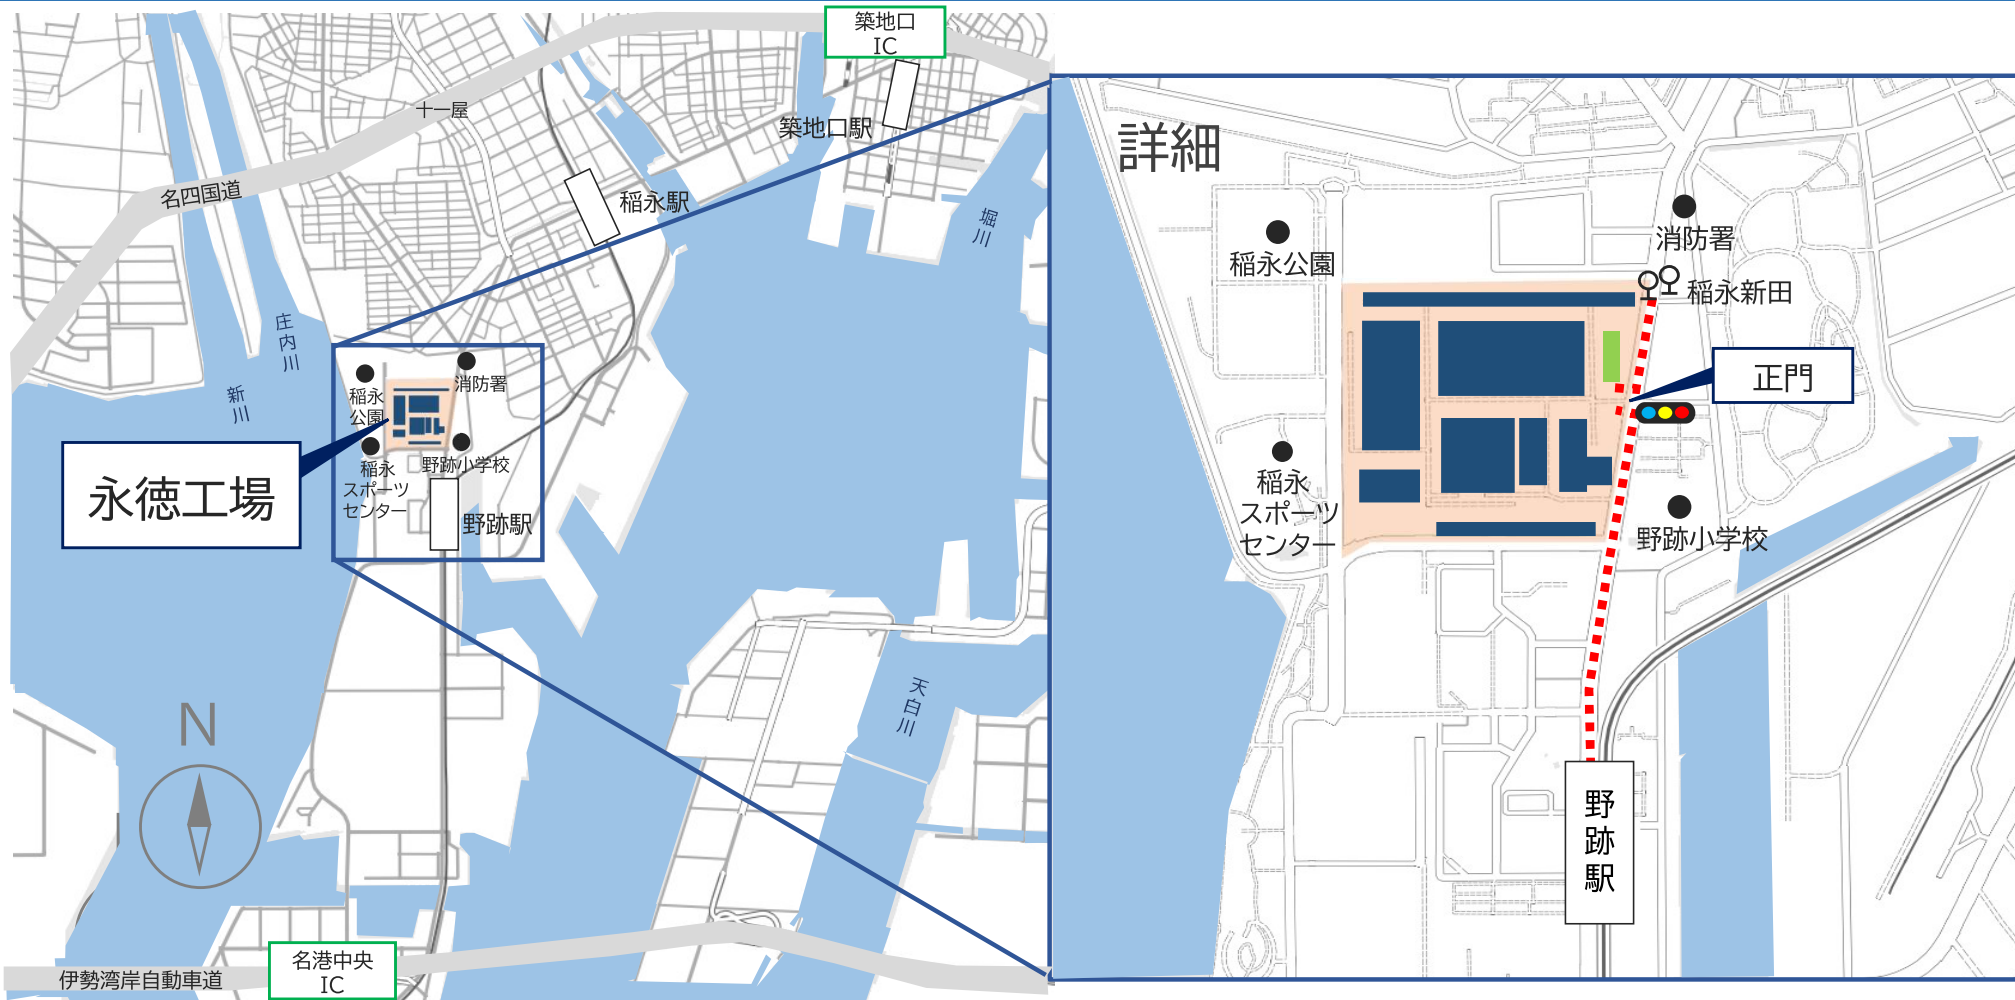 築地口
IC
十一屋
築地口駅
名四国道
稲永駅
堀川
庄内川
新川
稲永
公園
消防署
永徳工場
稲永
スポーツ
センター
野跡小学校
野跡駅
天白川
N
名港中央
IC
伊勢湾岸自動車道
詳細
消防署
稲永公園
稲永新田
正門
稲永
スポーツ
センター
野跡小学校
野跡駅